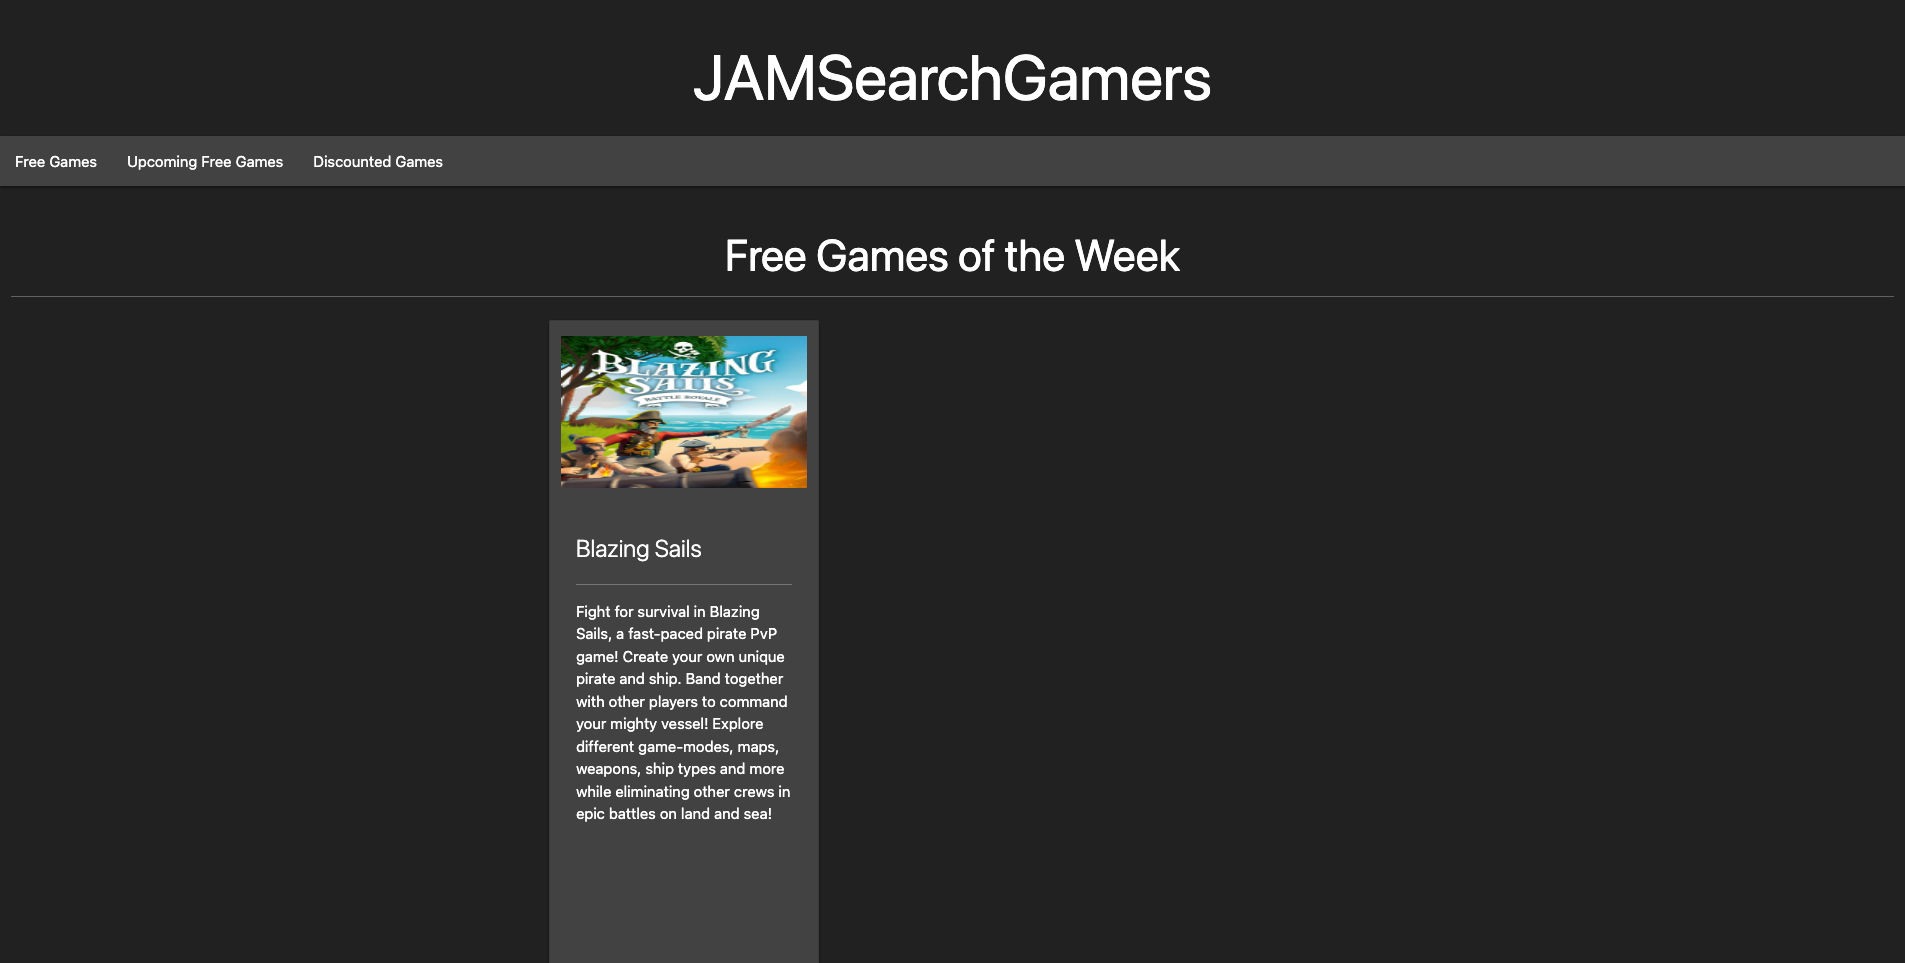 JAMSearchGamers
Free Games
Upcoming Free Games
Discounted Games
Free Games of the Week
BLAZING
SAILS
BATTLE ROYALE
Blazing Sails
Fight for survival in Blazing
Sails, a fast-paced pirate PvP
game! Create your own unique
pirate and ship. Band together
with other players to command
your mighty vessel! Explore
different game-modes, maps,
weapons, ship types and more
while eliminating other crews in
epic battles on land and sea!